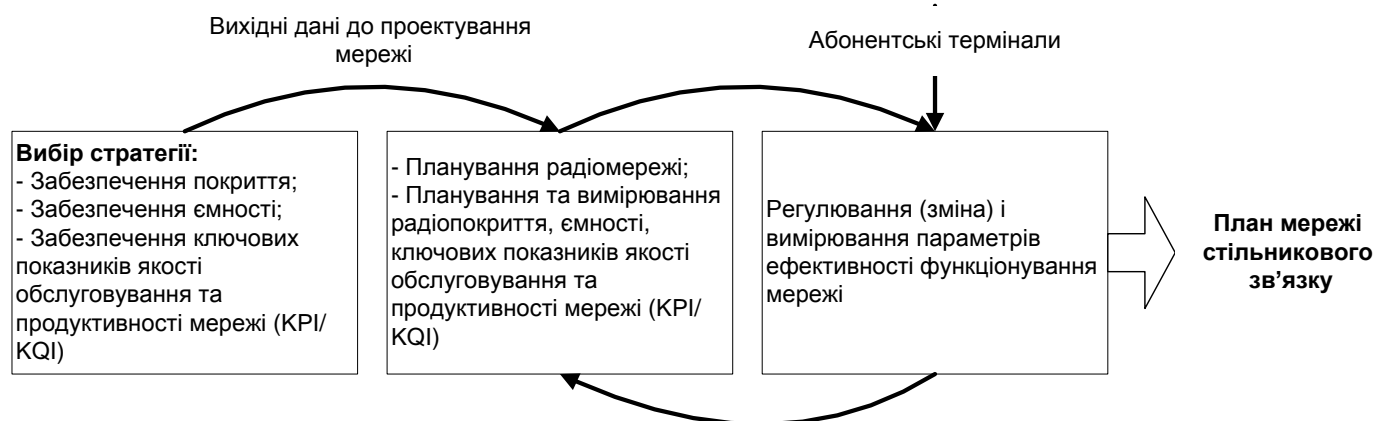 Вихідні дані до проектування
мережі
Абонентські термінали
Вибір стратегії:
- Забезпечення покриття;
- Забезпечення ємності;
- Забезпечення ключових
показників якості
обслуговування та
продуктивності мережі (KPI/
KQI)
- Планування радіомережі;
- Планування та вимірювання
радіопокриття, ємності,
ключових показників якості
обслуговування та
продуктивності мережі (KPI/
KQI)
Регулювання (зміна) і
вимірювання параметрів
ефективності функціонування
мережі
План мережі
стільникового
зв’язку